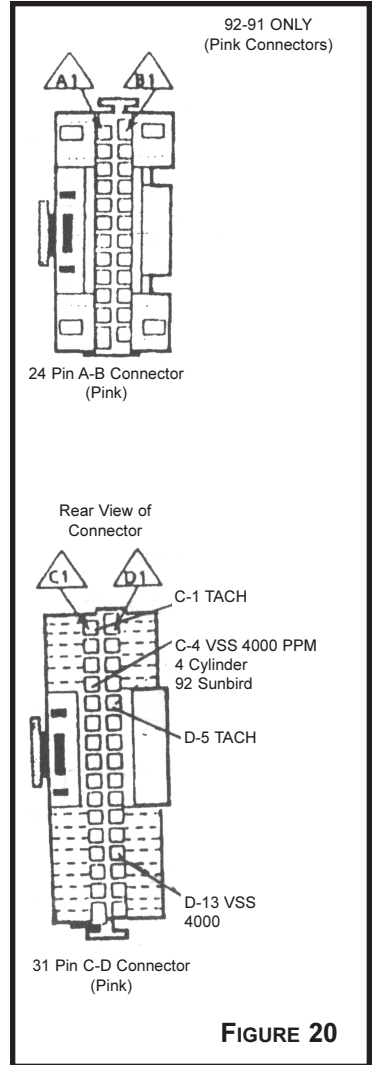 92-91 ONLY
(Pink Connectors)
A1
B1
24 Pin A-B Connector
(Pink)
Rear View of
Connector
C1
D1
C-1 TACH
C-4 VSS 4000 PPM
4 Cylinder
92 Sunbird
D-5 TACH
D-13 VSS
4000
31 Pin C-D Connector
(Pink)
FIGURE 20